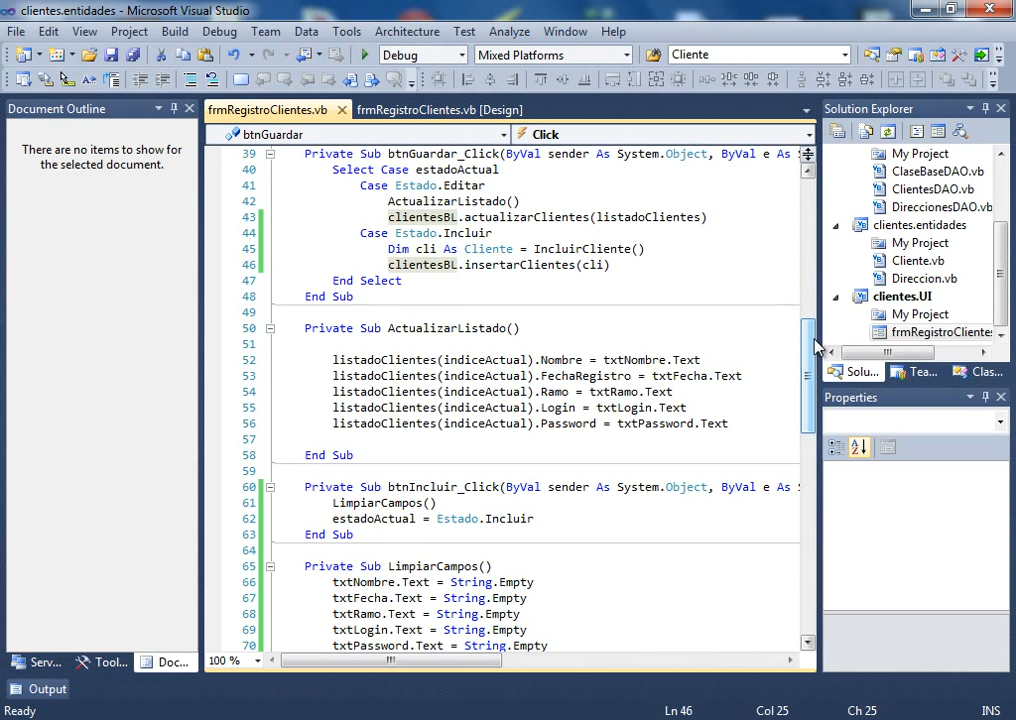 clientes.entidades - Microsoft Visual Studio
File Edit View Project Build Debug Team Data Tools Architecture Test Analyze Window Help
Debug Mixed Platforms Cliente
Document Outline
There are no items to show for
the selected document.
frmRegistroClientes.vb frmRegistroClientes.vb [Design]
btnGuardar Click
39 Private Sub btnGuardar_Click(ByVal sender As System.Object, ByVal e As S
40 Select Case estadoActual
41 Case Estado.Editar
42 ActualizarListado()
43 clientesBL.actualizarClientes(listadoClientes)
44 Case Estado.Incluir
45 Dim cli As Cliente = IncluirCliente()
46 clientesBL.insertarClientes(cli)
47 End Select
48 End Sub
49
50 Private Sub ActualizarListado()
51
52 listadoClientes(indiceActual).Nombre = txtNombre.Text
53 listadoClientes(indiceActual).FechaRegistro = txtFecha.Text
54 listadoClientes(indiceActual).Ramo = txtRamo.Text
55 listadoClientes(indiceActual).Login = txtLogin.Text
56 listadoClientes(indiceActual).Password = txtPassword.Text
57
58 End Sub
59
60 Private Sub btnIncluir_Click(ByVal sender As System.Object, ByVal e As S
61 LimpiarCampos()
62 estadoActual = Estado.Incluir
63 End Sub
64
65 Private Sub LimpiarCampos()
66 txtNombre.Text = String.Empty
67 txtFecha.Text = String.Empty
68 txtRamo.Text = String.Empty
69 txtLogin.Text = String.Empty
70 txtPassword.Text = String.Empty
100 %
Solution Explorer
My Project
ClaseBaseDAO.vb
ClientesDAO.vb
DireccionesDAO.vb
clientes.entidades
My Project
Cliente.vb
Direccion.vb
clientes.UI
My Project
frmRegistroClientes
Solu... Tea... Clas...
Properties
Serv... Tool... Doc...
Output
Ready Ln 46 Col 25 Ch 25 INS